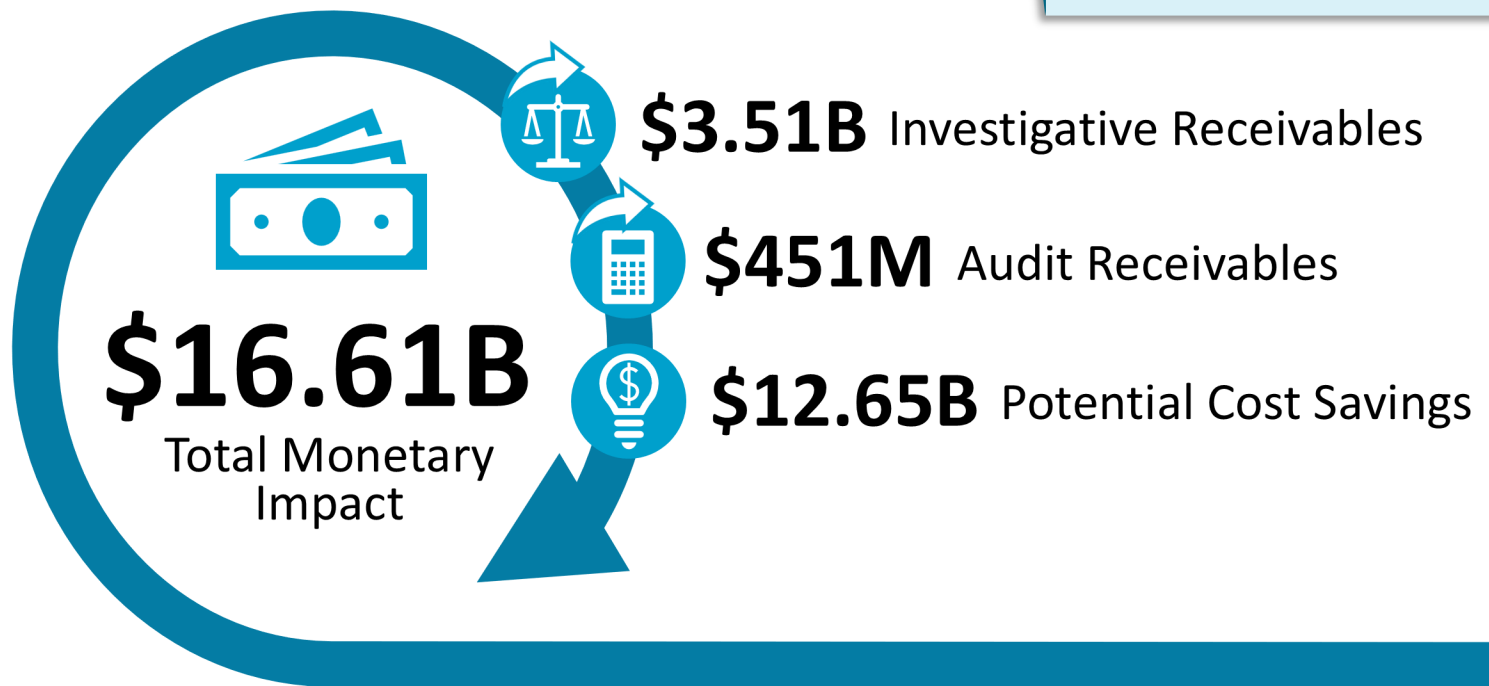 $3.51B Investigative Receivables
$451M Audit Receivables
$16.61B
Total Monetary
Impact
$12.65B Potential Cost Savings